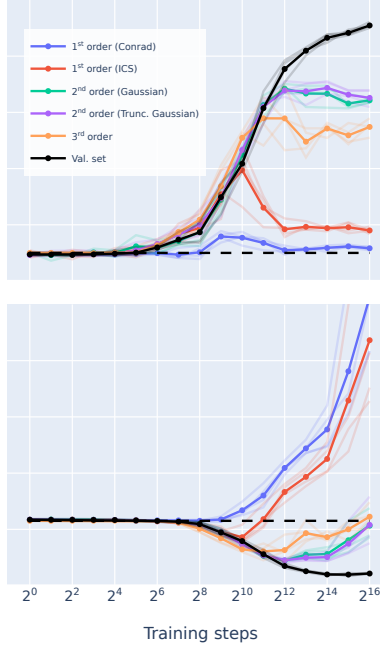 1st order (Conrad)
1st order (ICS)
2nd order (Gaussian)
2nd order (Trunc. Gaussian)
3rd order
Val. set
2^0 2^2 2^4 2^6 2^8 2^10 2^12 2^14 2^16
Training steps